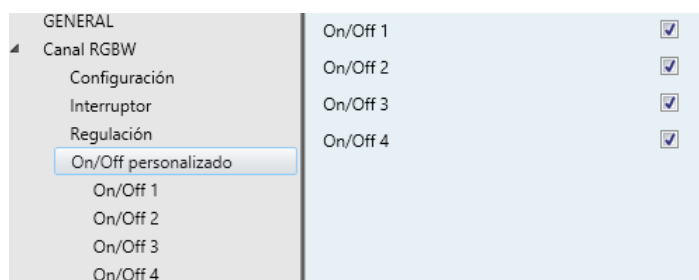 GENERAL
Canal RGBW
Configuración
Interruptor
Regulación
On/Off personalizado
On/Off 1
On/Off 2
On/Off 3
On/Off 4
On/Off 1
On/Off 2
On/Off 3
On/Off 4